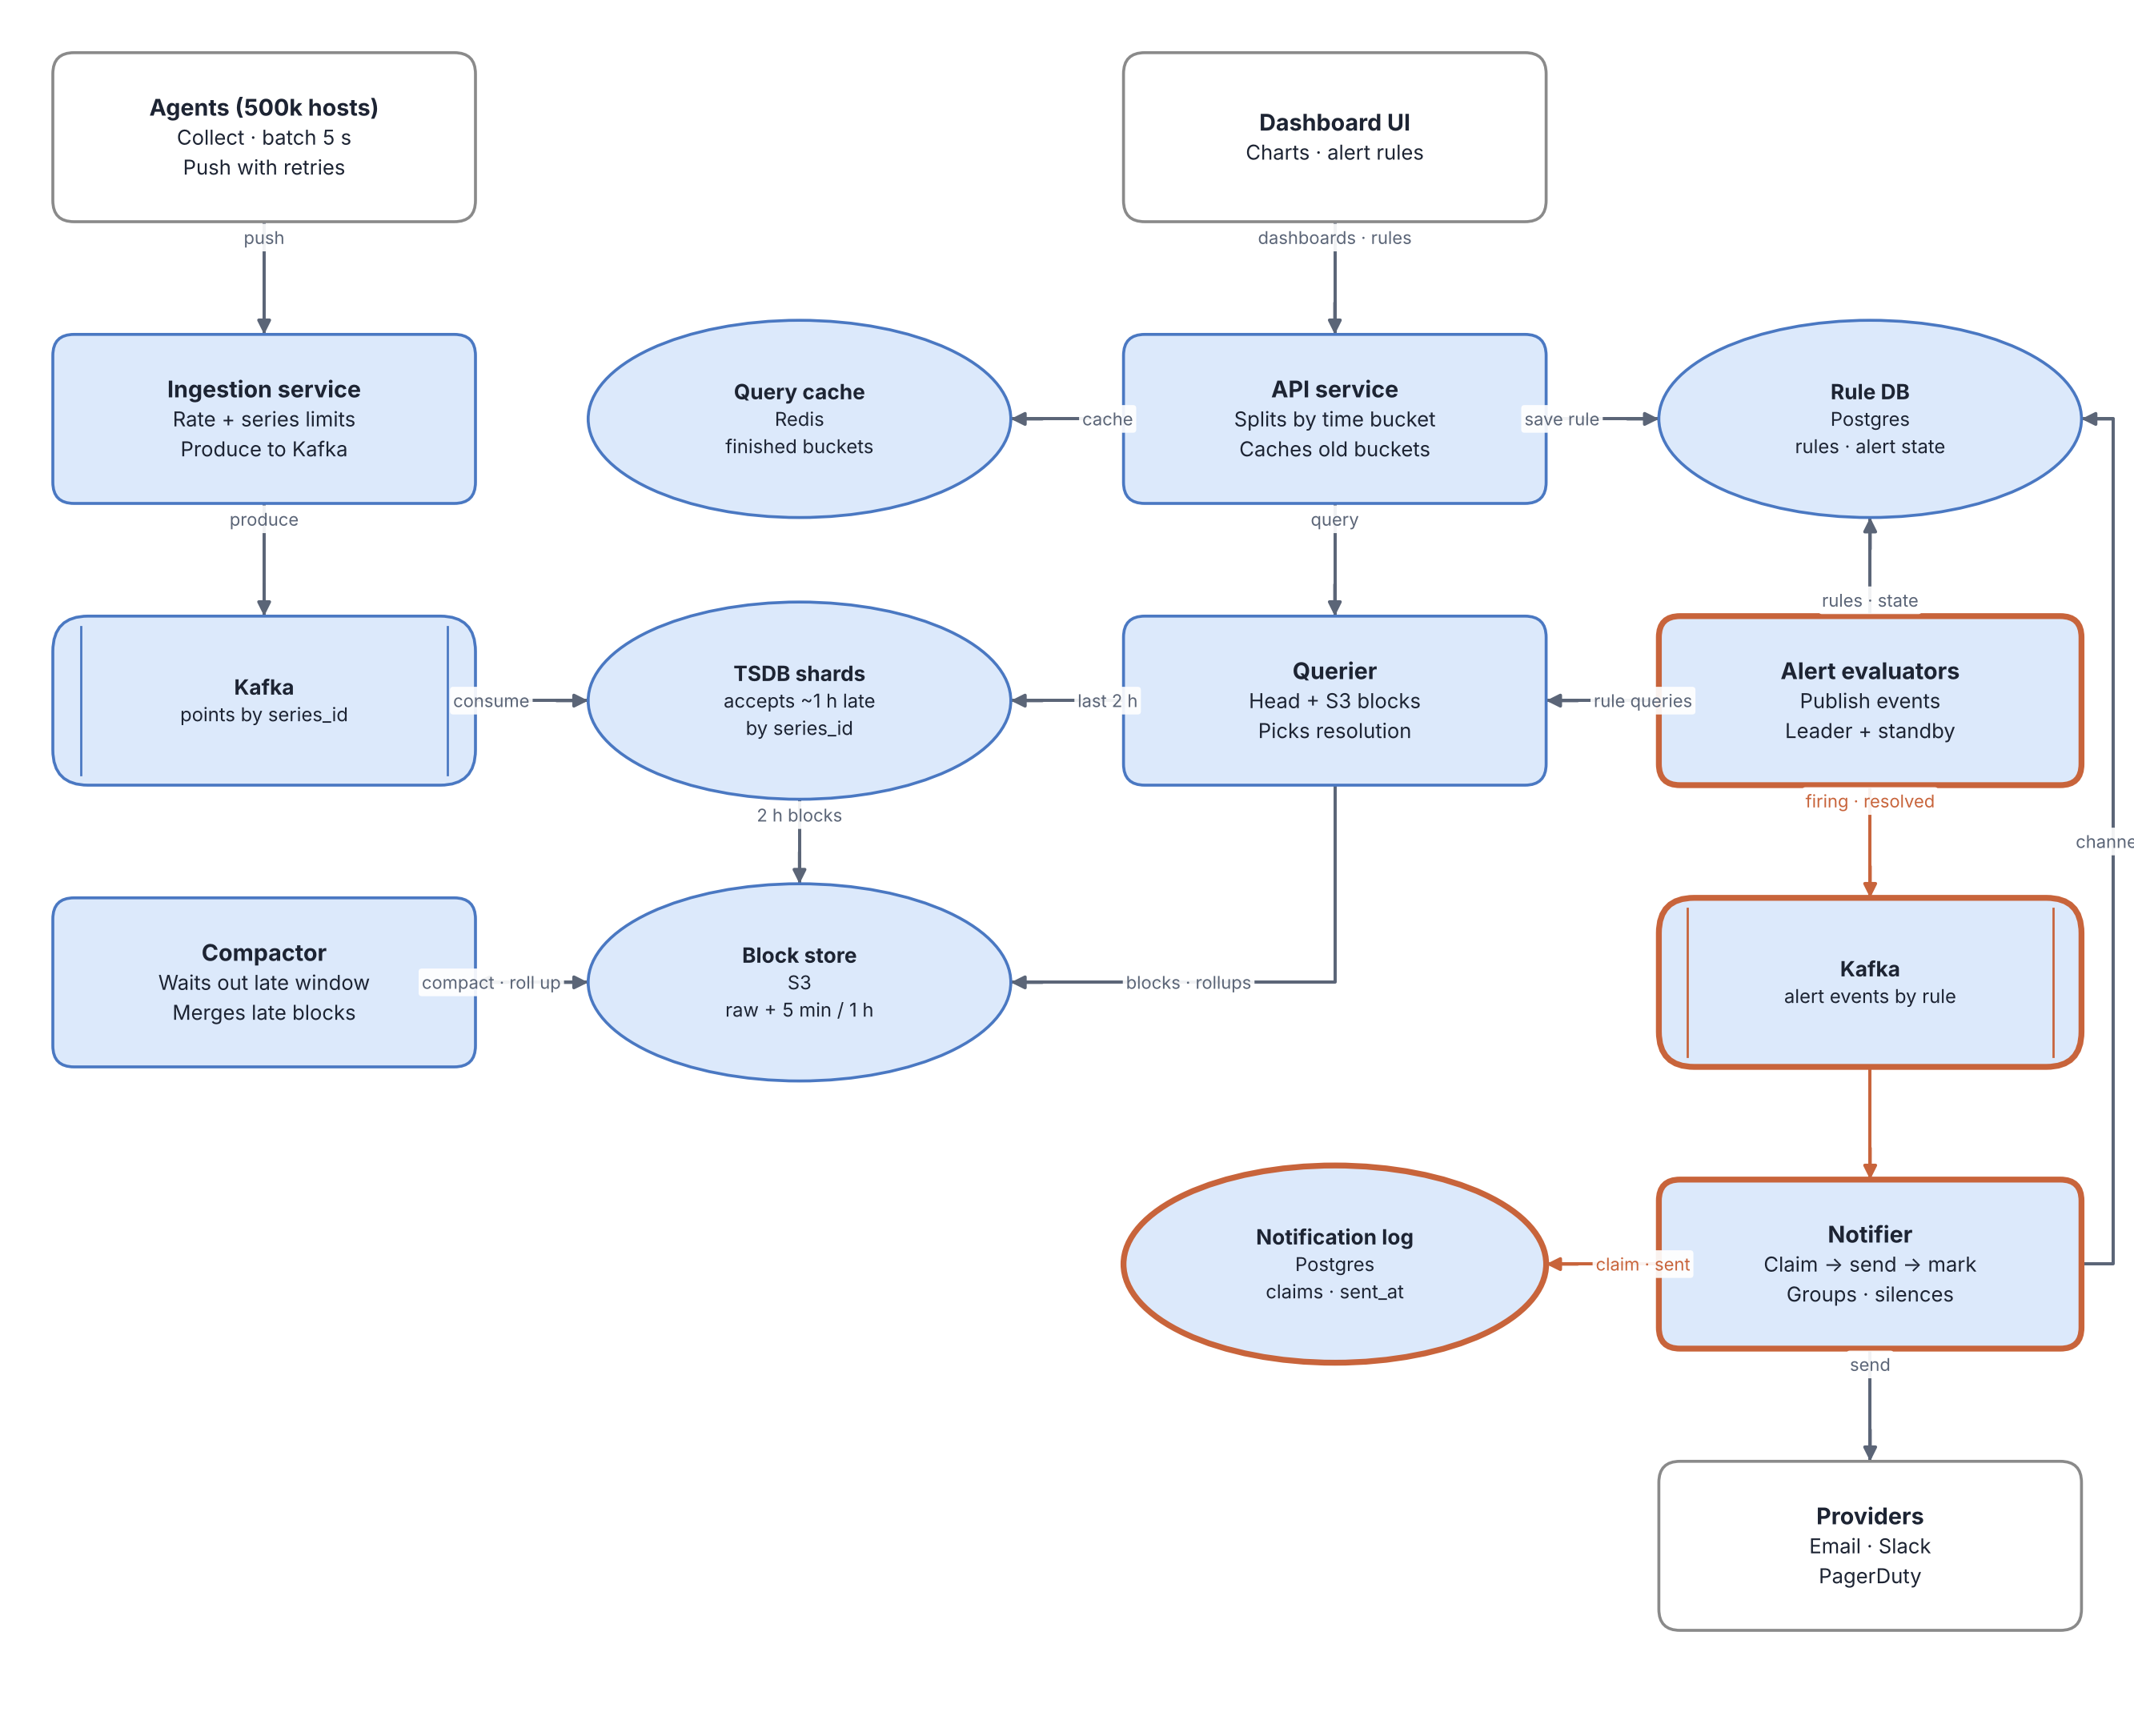 Agents (500k hosts)
Collect · batch 5 s
Push with retries
Dashboard UI
Charts · alert rules
push
dashboards · rules
Ingestion service
Rate + series limits
Produce to Kafka
Query cache
Redis
finished buckets
cache
API service
Splits by time bucket
Caches old buckets
save rule
Rule DB
Postgres
rules · alert state
produce
query
rules · state
Kafka
points by series_id
consume
TSDB shards
accepts ~1 h late
by series_id
last 2 h
Querier
Head + S3 blocks
Picks resolution
rule queries
Alert evaluators
Publish events
Leader + standby
2 h blocks
firing · resolved
channe
Compactor
Waits out late window
Merges late blocks
compact · roll up
Block store
S3
raw + 5 min / 1 h
blocks · rollups
Kafka
alert events by rule
Notification log
Postgres
claims · sent_at
claim · sent
Notifier
Claim → send → mark
Groups · silences
send
Providers
Email · Slack
PagerDuty